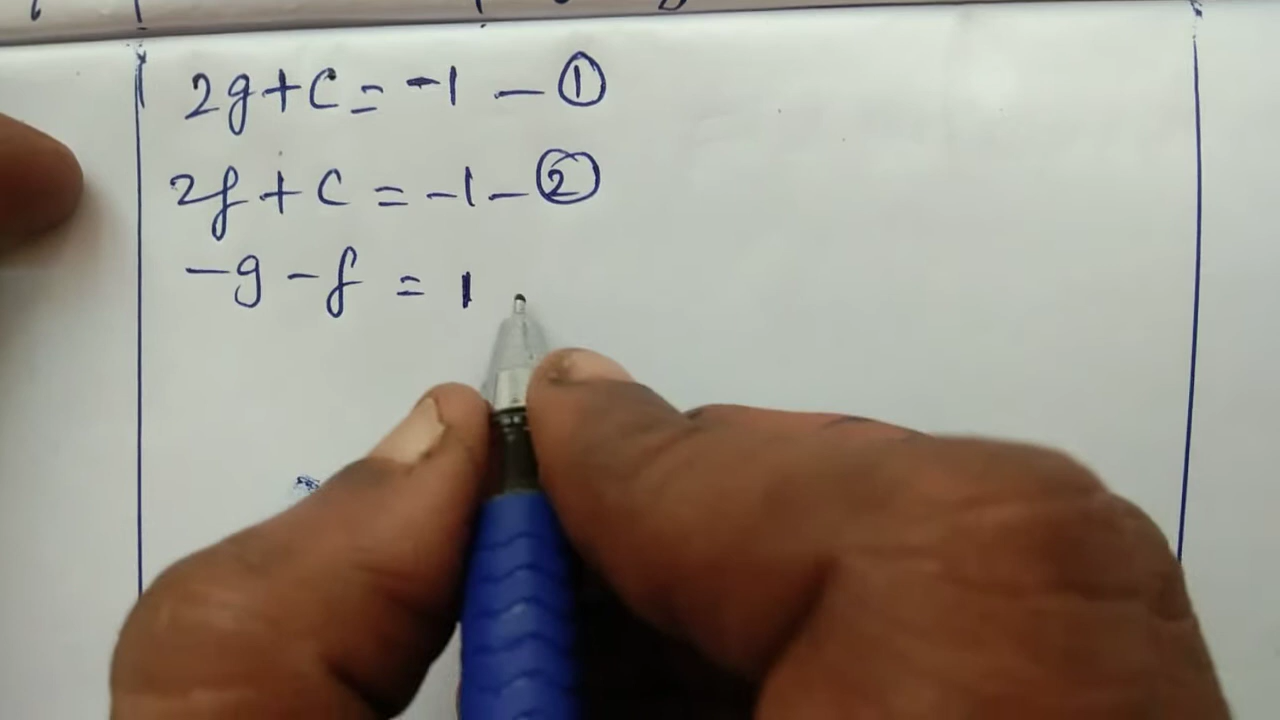 2g+c = -1 — ①
2f + c = -1 - ②
-g - f = 1